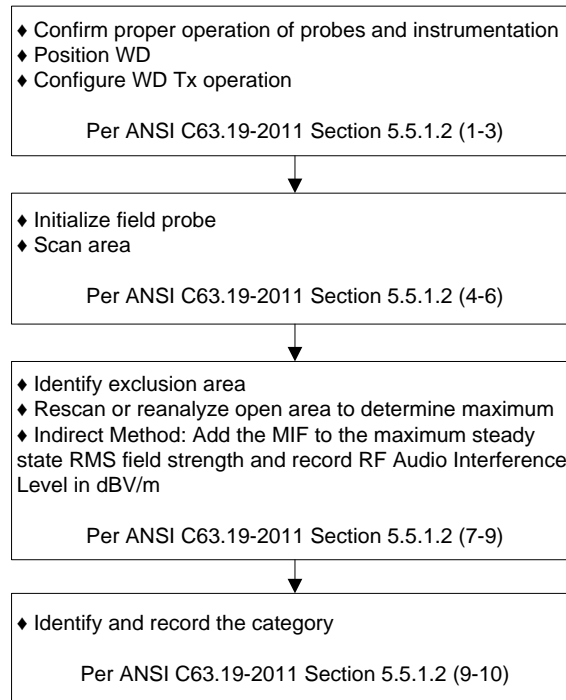 ♦ Confirm proper operation of probes and instrumentation
♦ Position WD
♦ Configure WD Tx operation
Per ANSI C63.19-2011 Section 5.5.1.2 (1-3)
♦ Initialize field probe
♦ Scan area
Per ANSI C63.19-2011 Section 5.5.1.2 (4-6)
♦ Identify exclusion area
♦ Rescan or reanalyze open area to determine maximum
♦ Indirect Method: Add the MIF to the maximum steady
state RMS field strength and record RF Audio Interference
Level in dBV/m
Per ANSI C63.19-2011 Section 5.5.1.2 (7-9)
♦ Identify and record the category
Per ANSI C63.19-2011 Section 5.5.1.2 (9-10)